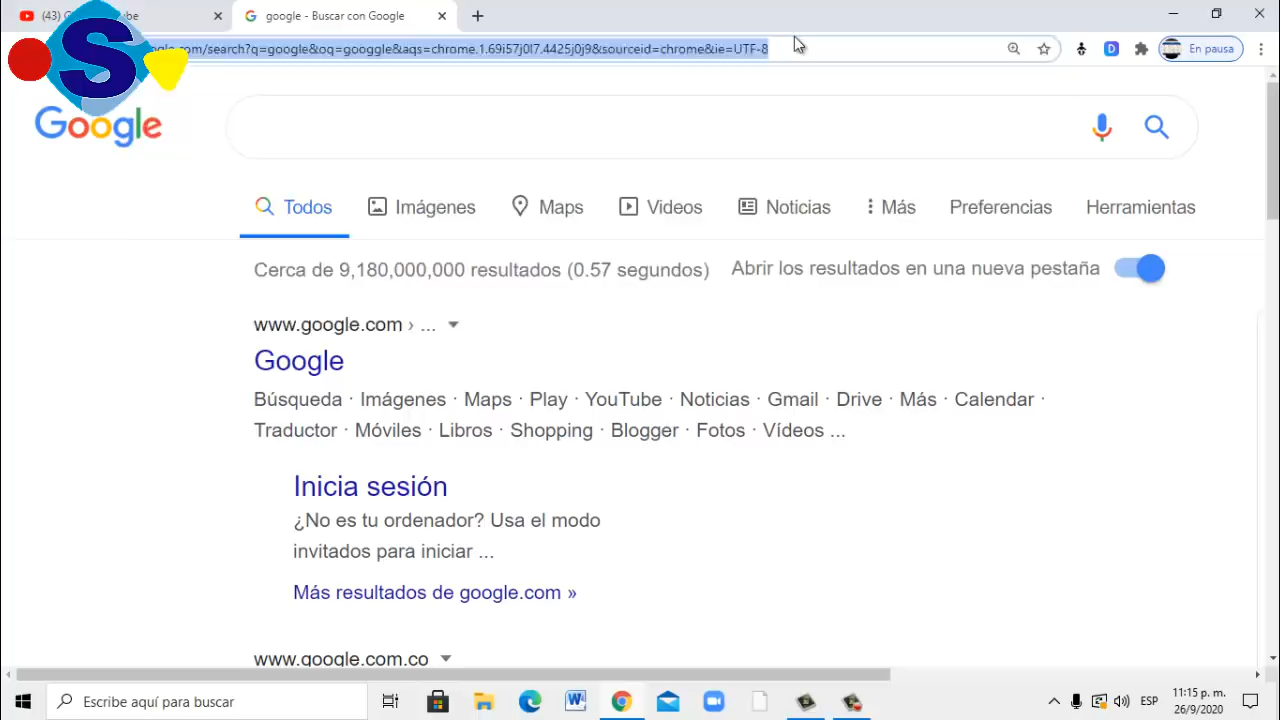 google - Buscar con Google
gle.com/search?q=google&oq=googgle&aqs=chrome.1.69i57j0l7.4425j0j9&sourceid=chrome&ie=UTF-8
En pausa
S
Google
Todos Imágenes Maps Videos Noticias Más Preferencias Herramientas
Cerca de 9,180,000,000 resultados (0.57 segundos) Abrir los resultados en una nueva pestaña
www.google.com › ...
Google
Búsqueda · Imágenes · Maps · Play · YouTube · Noticias · Gmail · Drive · Más · Calendar ·
Traductor · Móviles · Libros · Shopping · Blogger · Fotos · Vídeos ...
Inicia sesión
¿No es tu ordenador? Usa el modo
invitados para iniciar ...
Más resultados de google.com »
www.google.com.co
Escribe aquí para buscar
ESP
11:15 p. m.
26/9/2020